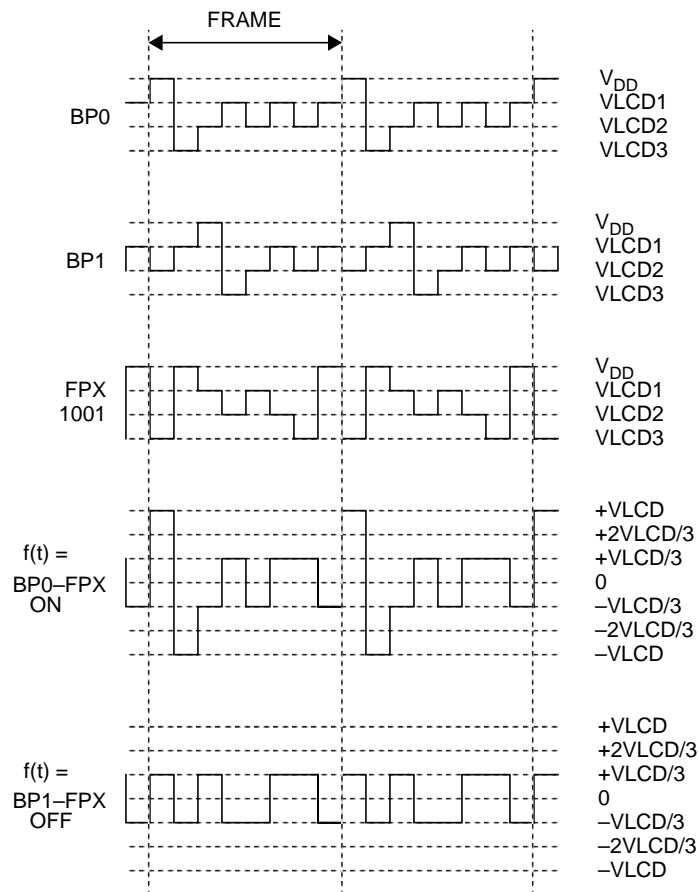 FRAME
BP0
V_DD
VLCD1
VLCD2
VLCD3
BP1
V_DD
VLCD1
VLCD2
VLCD3
FPX
1001
V_DD
VLCD1
VLCD2
VLCD3
f(t) =
BP0–FPX
ON
+VLCD
+2VLCD/3
+VLCD/3
0
–VLCD/3
–2VLCD/3
–VLCD
f(t) =
BP1–FPX
OFF
+VLCD
+2VLCD/3
+VLCD/3
0
–VLCD/3
–2VLCD/3
–VLCD